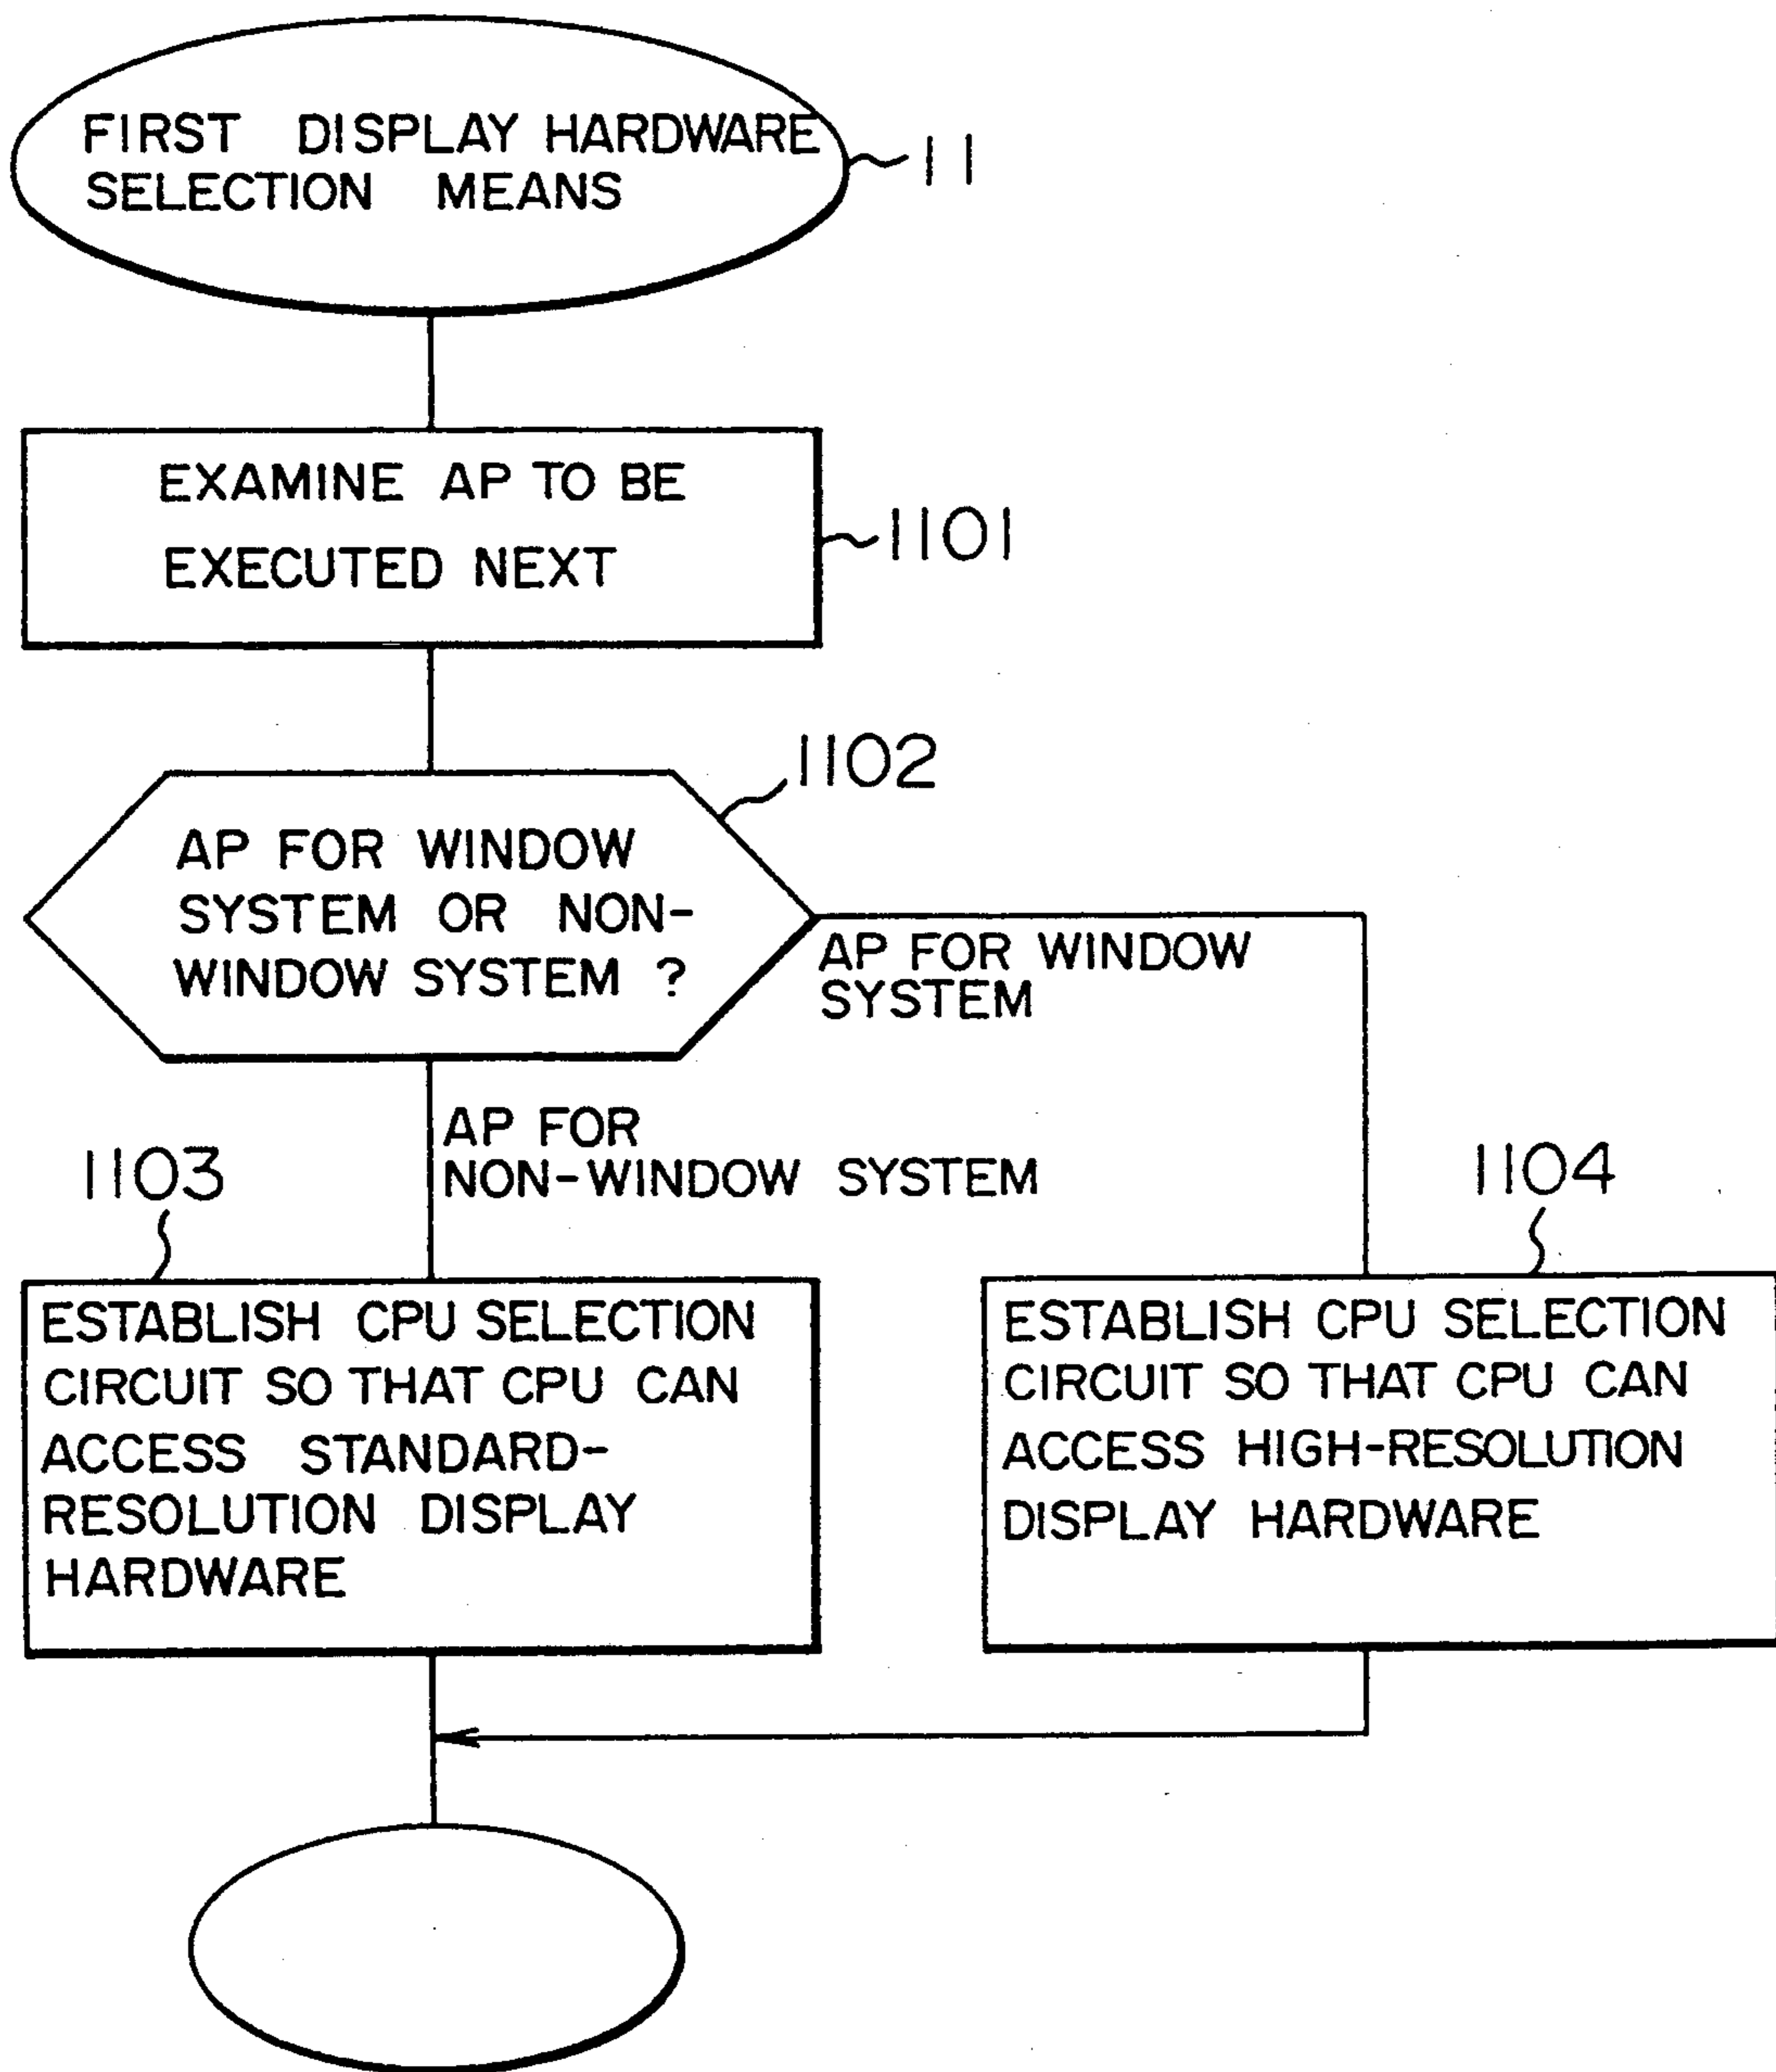 FIRST DISPLAY HARDWARE
SELECTION MEANS
11
EXAMINE AP TO BE
EXECUTED NEXT
1101
1102
AP FOR WINDOW
SYSTEM OR NON-
WINDOW SYSTEM ?
AP FOR WINDOW
SYSTEM
AP FOR
NON-WINDOW SYSTEM
1103
ESTABLISH CPU SELECTION
CIRCUIT SO THAT CPU CAN
ACCESS STANDARD-
RESOLUTION DISPLAY
HARDWARE
1104
ESTABLISH CPU SELECTION
CIRCUIT SO THAT CPU CAN
ACCESS HIGH-RESOLUTION
DISPLAY HARDWARE